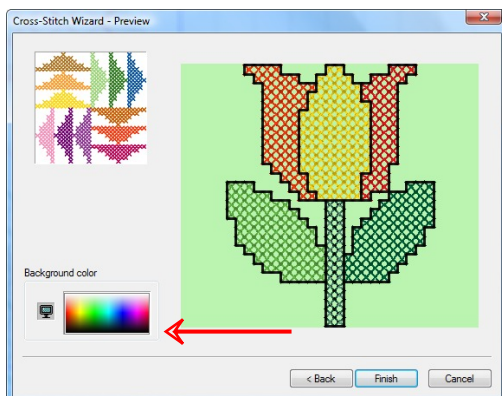 Cross-Stitch Wizard - Preview
Background color
< Back
Finish
Cancel